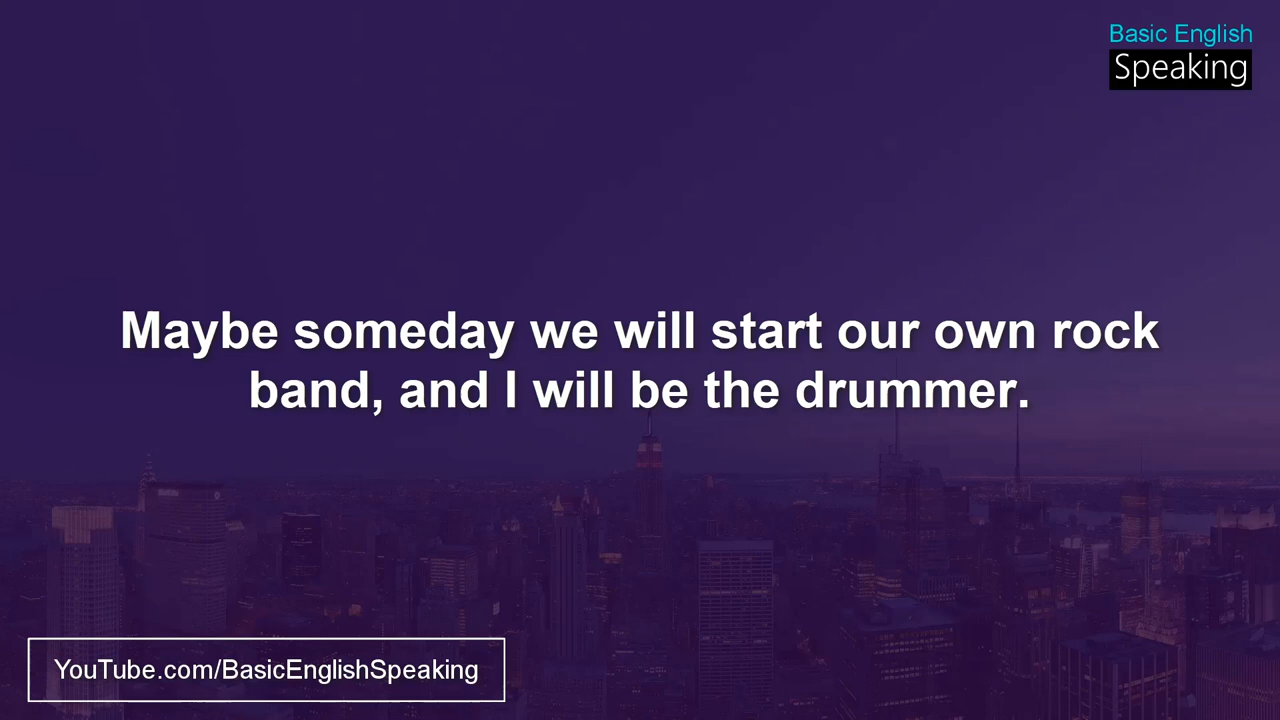 Basic English
Speaking
Maybe someday we will start our own rock
band, and I will be the drummer.
YouTube.com/BasicEnglishSpeaking